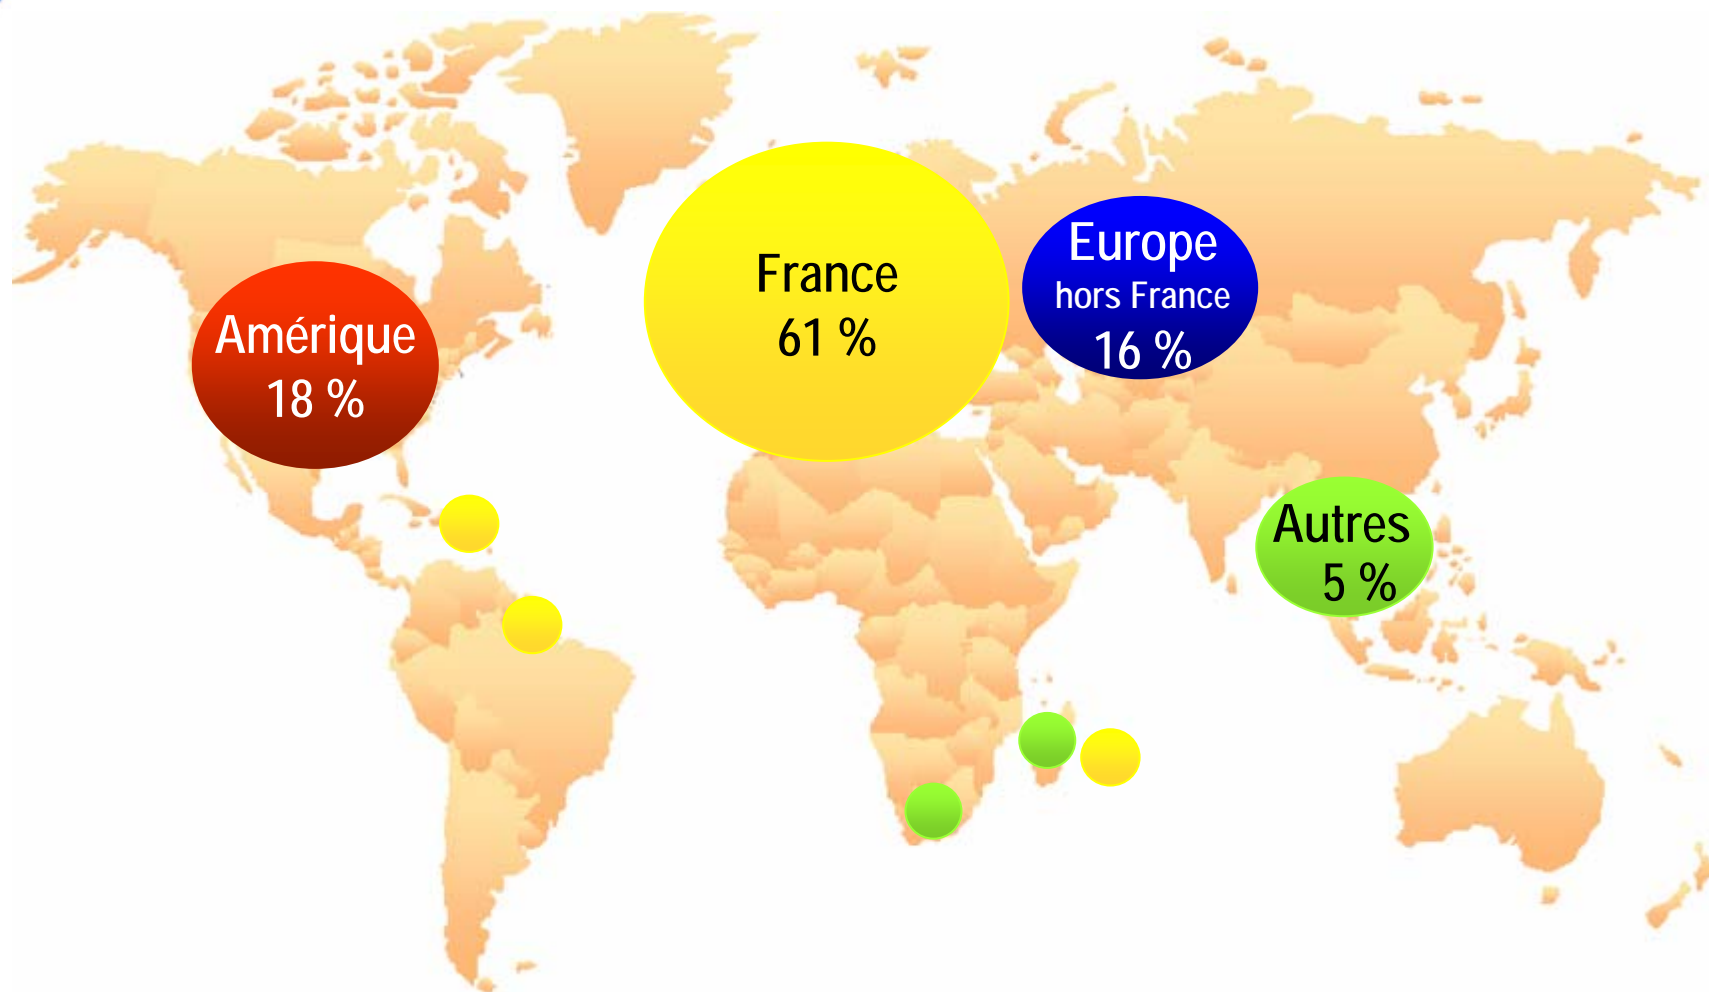 Amérique
18 %
France
61 %
Europe
hors France
16 %
Autres
5 %